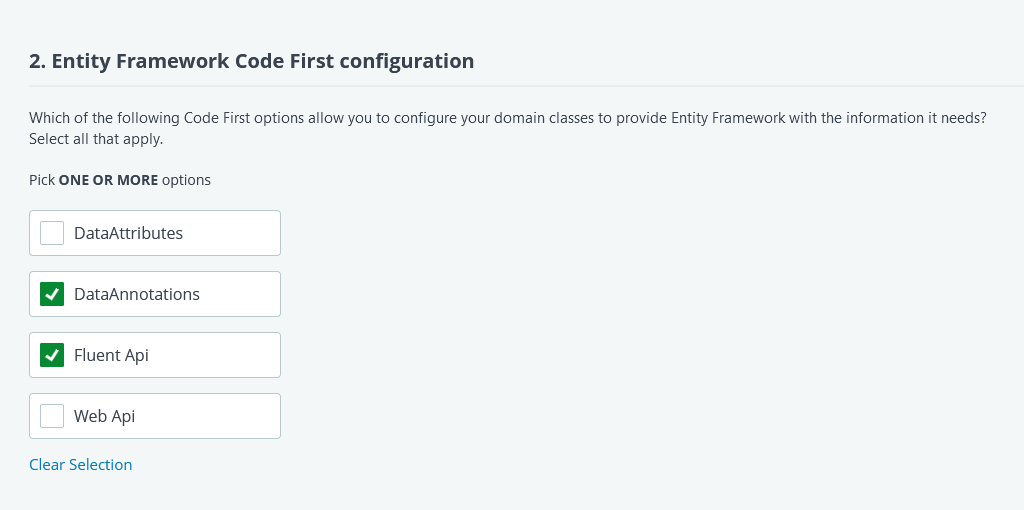 2. Entity Framework Code First configuration
Which of the following Code First options allow you to configure your domain classes to provide Entity Framework with the information it needs?
Select all that apply.
Pick ONE OR MORE options
DataAttributes
DataAnnotations
Fluent Api
Web Api
Clear Selection